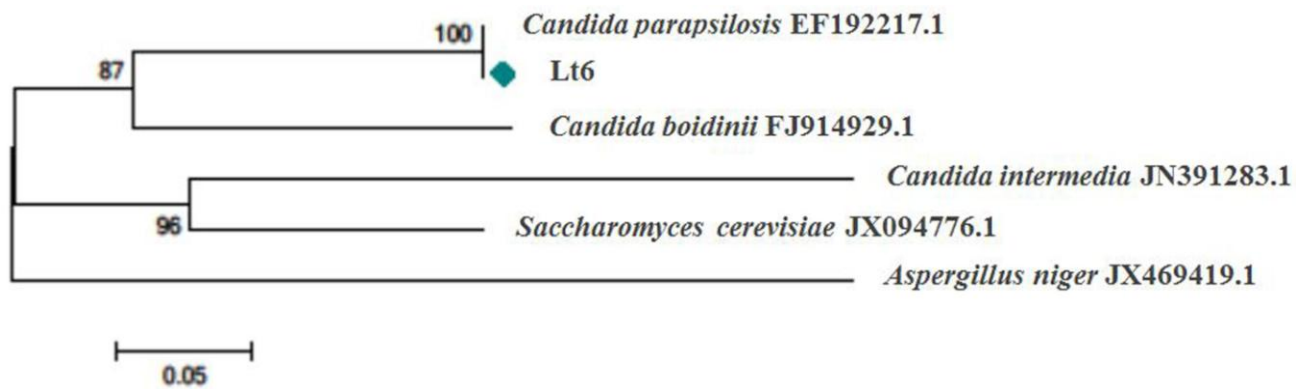 100
Candida parapsilosis EF192217.1
87
Lt6
Candida boidinii FJ914929.1
Candida intermedia JN391283.1
96
Saccharomyces cerevisiae JX094776.1
Aspergillus niger JX469419.1
0.05